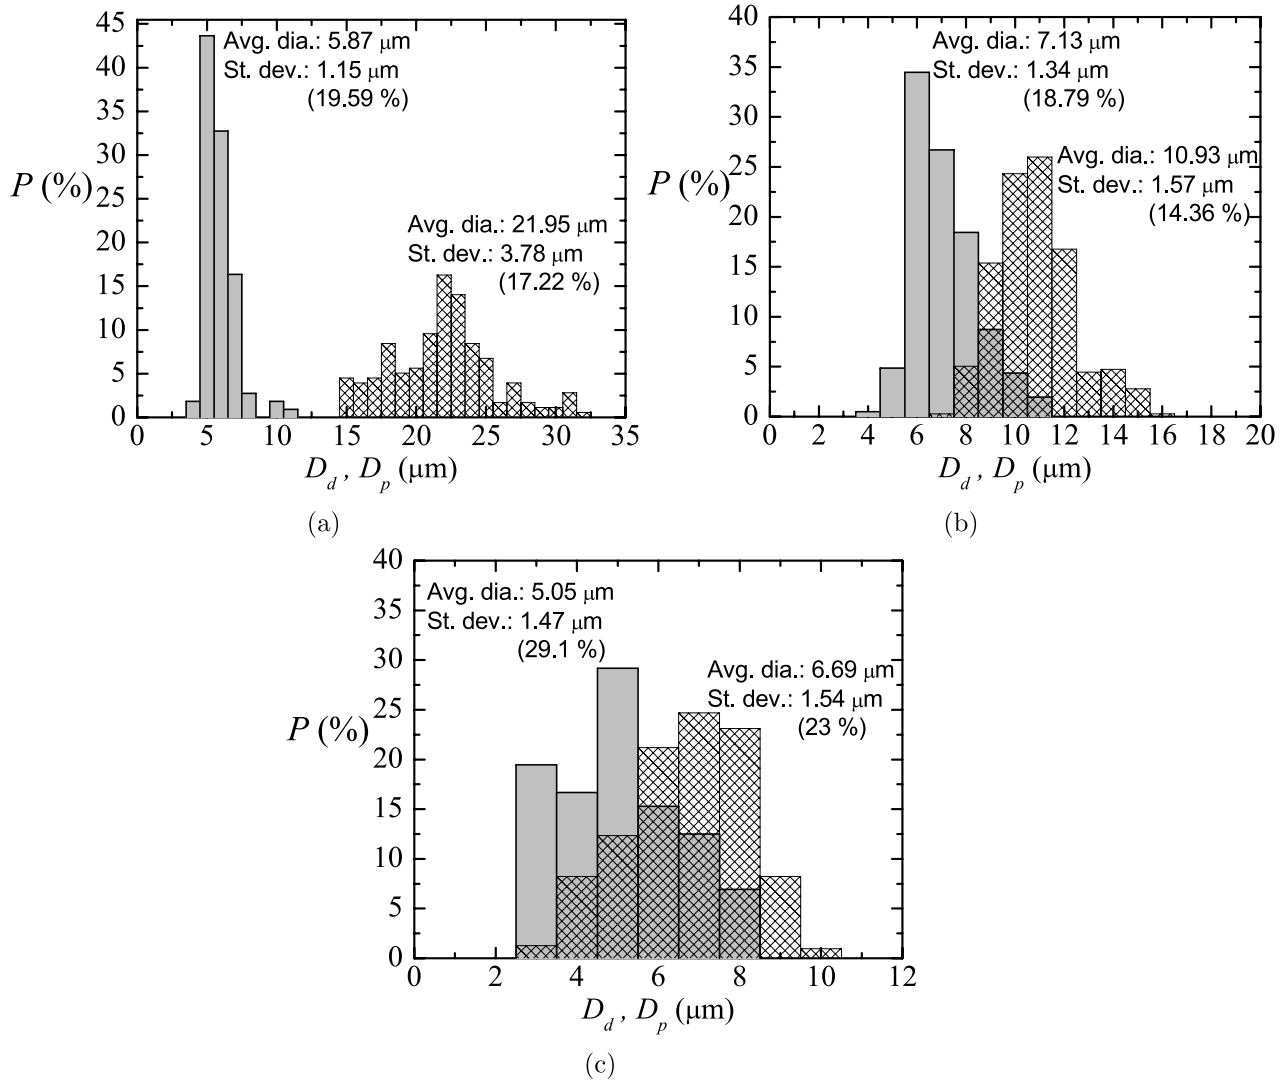 45
40
35
30
25
20
15
10
5
0
P (%)
Avg. dia.: 5.87 μm
St. dev.: 1.15 μm
(19.59 %)
Avg. dia.: 21.95 μm
St. dev.: 3.78 μm
(17.22 %)
0 5 10 15 20 25 30 35
D_d , D_p (μm)
(a)
40
35
30
25
20
15
10
5
0
P (%)
Avg. dia.: 7.13 μm
St. dev.: 1.34 μm
(18.79 %)
Avg. dia.: 10.93 μm
St. dev.: 1.57 μm
(14.36 %)
0 2 4 6 8 10 12 14 16 18 20
D_d , D_p (μm)
(b)
40
35
30
25
20
15
10
5
0
P (%)
Avg. dia.: 5.05 μm
St. dev.: 1.47 μm
(29.1 %)
Avg. dia.: 6.69 μm
St. dev.: 1.54 μm
(23 %)
0 2 4 6 8 10 12
D_d , D_p (μm)
(c)